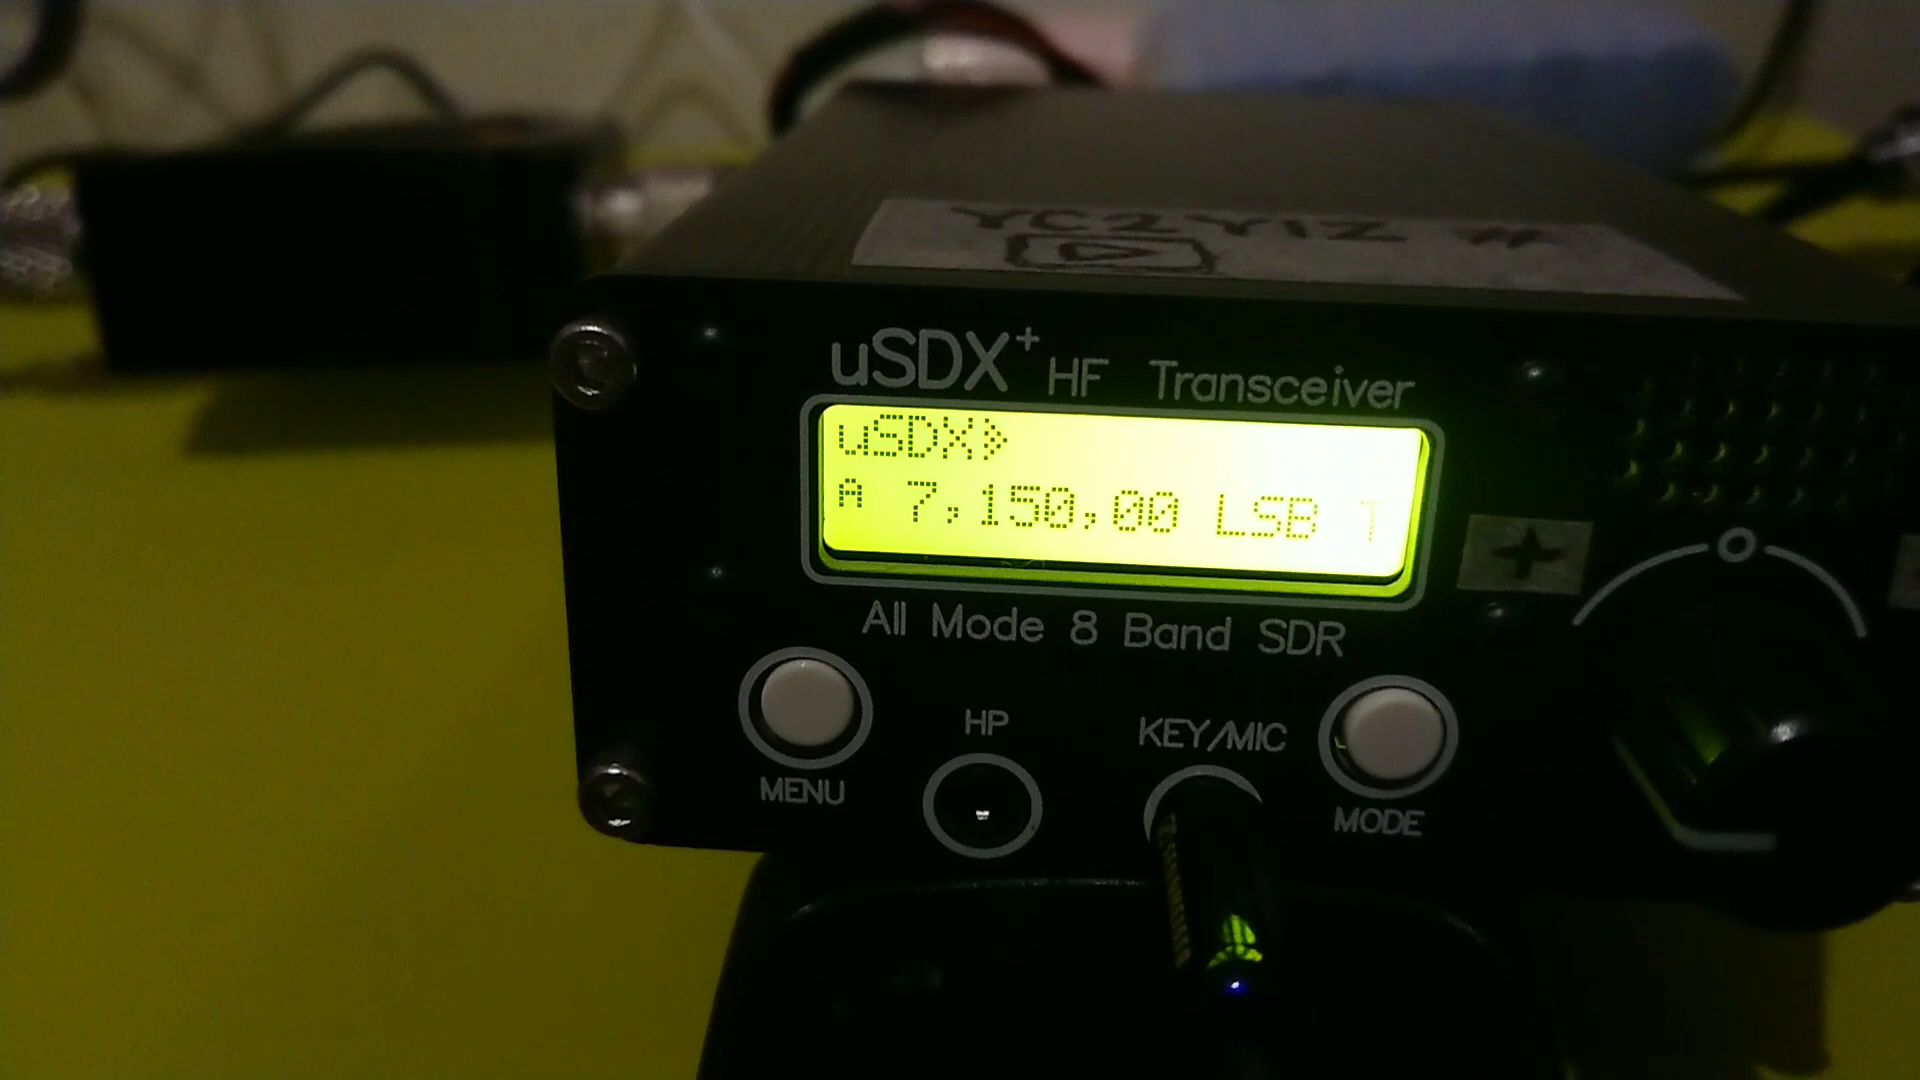 YC2YIZ #
uSDX+ HF Transceiver
uSDX
A 7,150,00 LSB T
All Mode 8 Band SDR
+
HP
KEY/MIC
MENU
MODE